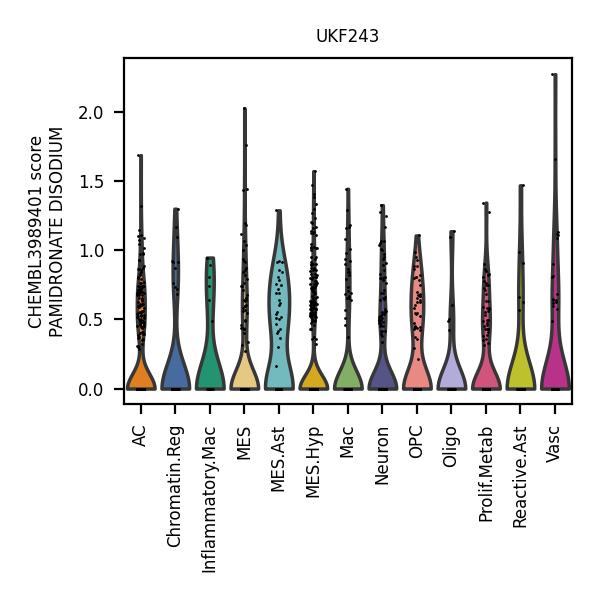 UKF243
CHEMBL3989401 score
PAMIDRONATE DISODIUM
2.0
1.5
1.0
0.5
0.0
AC
Chromatin.Reg
Inflammatory.Mac
MES
MES.Ast
MES.Hyp
Mac
Neuron
OPC
Oligo
Prolif.Metab
Reactive.Ast
Vasc